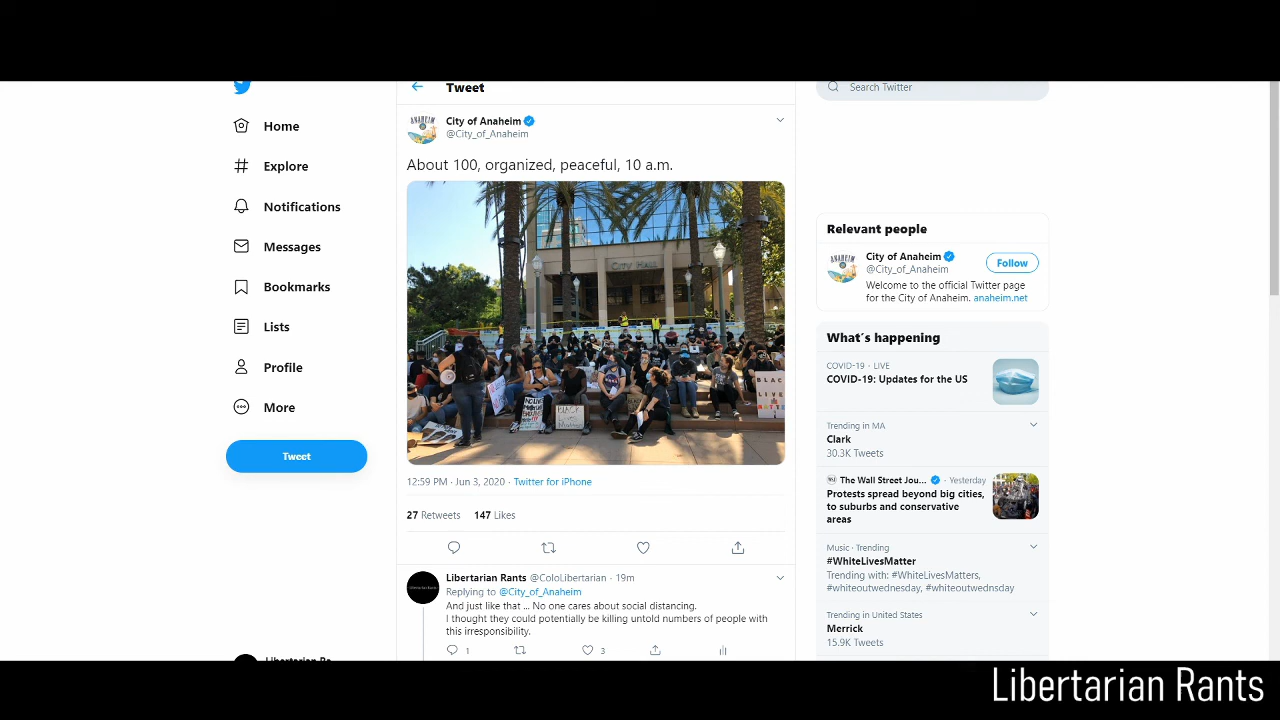 Tweet
Search Twitter
Home
Explore
Notifications
Messages
Bookmarks
Lists
Profile
More
Tweet
City of Anaheim
@City_of_Anaheim
About 100, organized, peaceful, 10 a.m.
CITY HALL
BLACK
LIVES
MATTER
12:59 PM · Jun 3, 2020 · Twitter for iPhone
27 Retweets 147 Likes
Libertarian Rants @ColoLibertarian · 19m
Replying to @City_of_Anaheim
And just like that ... No one cares about social distancing.
I thought they could potentially be killing untold numbers of people with
this irresponsibility.
1
3
Relevant people
City of Anaheim
@City_of_Anaheim
Follow
Welcome to the official Twitter page
for the City of Anaheim. anaheim.net
What's happening
COVID-19 · LIVE
COVID-19: Updates for the US
Trending in MA
Clark
30.3K Tweets
The Wall Street Jou... · Yesterday
Protests spread beyond big cities,
to suburbs and conservative
areas
Music · Trending
#WhiteLivesMatter
Trending with: #WhiteLivesMatters,
#whiteoutwednesday, #whiteoutwednsday
Trending in United States
Merrick
15.9K Tweets
Libertarian Rants